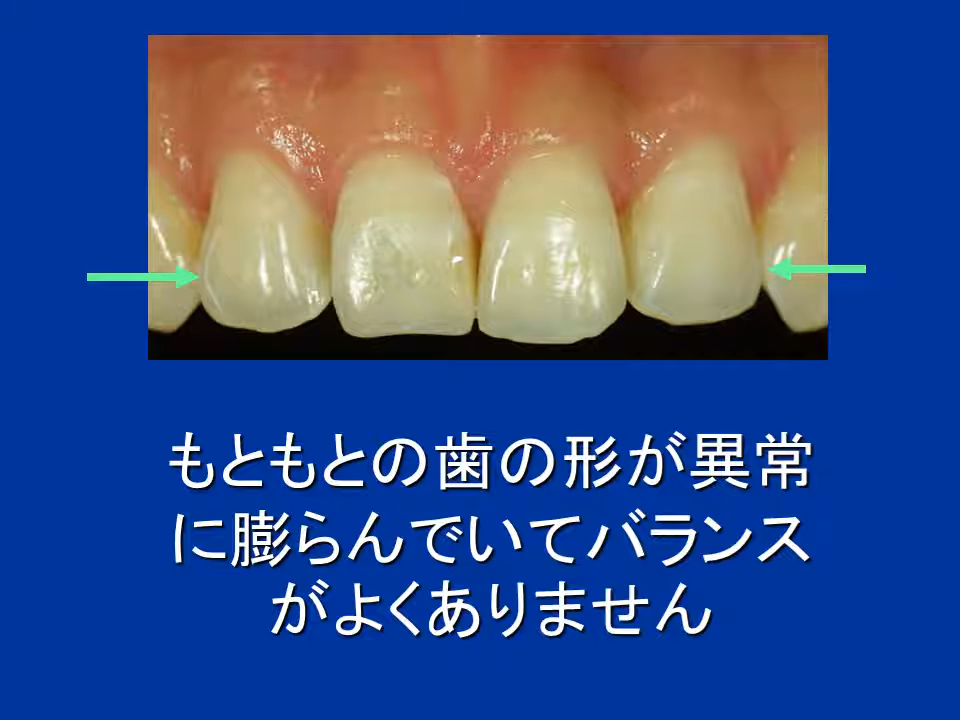 もともとの歯の形が異常
に膨らんでいてバランス
がよくありません